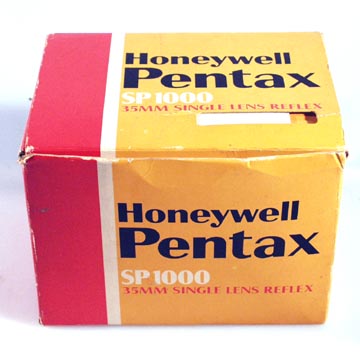 Honeywell
Pentax
SP1000
35MM SINGLE LENS REFLEX
Honeywell
Pentax
SP1000
35MM SINGLE LENS REFLEX